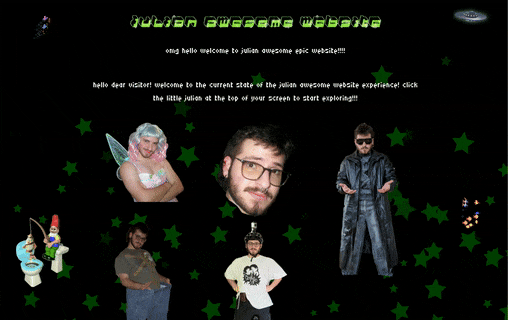 julian awesome website
omg hello welcome to julian awesome epic website!!!!
hello dear visitor! welcome to the current state of the julian awesome website experience! click
the little julian at the top of your screen to start exploring!!!